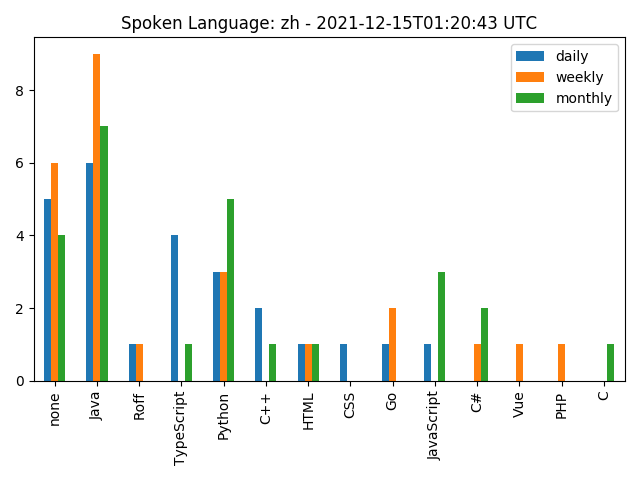 Spoken Language: zh - 2021-12-15T01:20:43 UTC
daily
weekly
monthly
8
6
4
2
0
none
Java
Roff
TypeScript
Python
C++
HTML
CSS
Go
JavaScript
C#
Vue
PHP
C